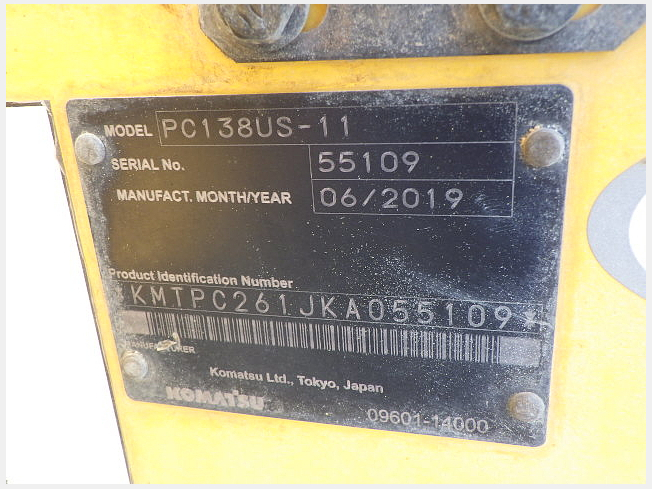 MODEL PC138US-11
SERIAL No. 55109
MANUFACT. MONTH/YEAR 06/2019
Product Identification Number
*KMTPC261JKA055109*
MANUFACTURER
Komatsu Ltd., Tokyo, Japan
KOMATSU
09601-14000